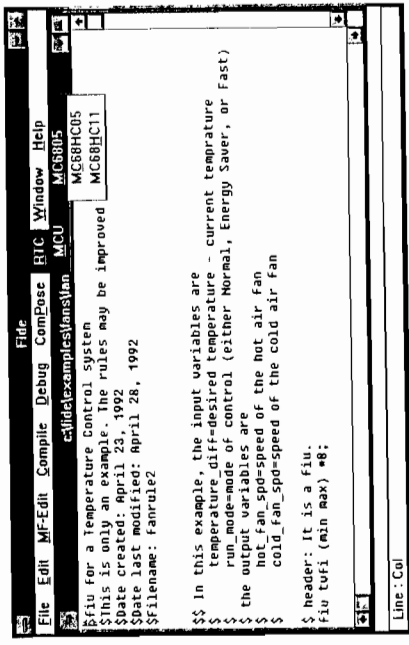 Fide
File Edit MF-Edit Compile Debug ComPose RTC Window Help
c:\fide\examples\fans\fan MCU MC6805
MC68HC05
MC68HC11
$fiu for a Temperature Control system
$This is only an example. The rules may be improved
$Date created: April 23, 1992
$Date last modified: April 28, 1992
$Filename: fanrule2
$$ In this example, the input variables are
$ temperature_diff=desired temperature - current temprature
$ run_mode=mode of control (either Normal, Energy Saver, or Fast)
$ the output variables are
$ hot_fan_spd=speed of the hot air fan
$ cold_fan_spd=speed of the cold air fan
$
$ header: It is a fiu.
fiu tvfi (min max) *8;
Line : Col